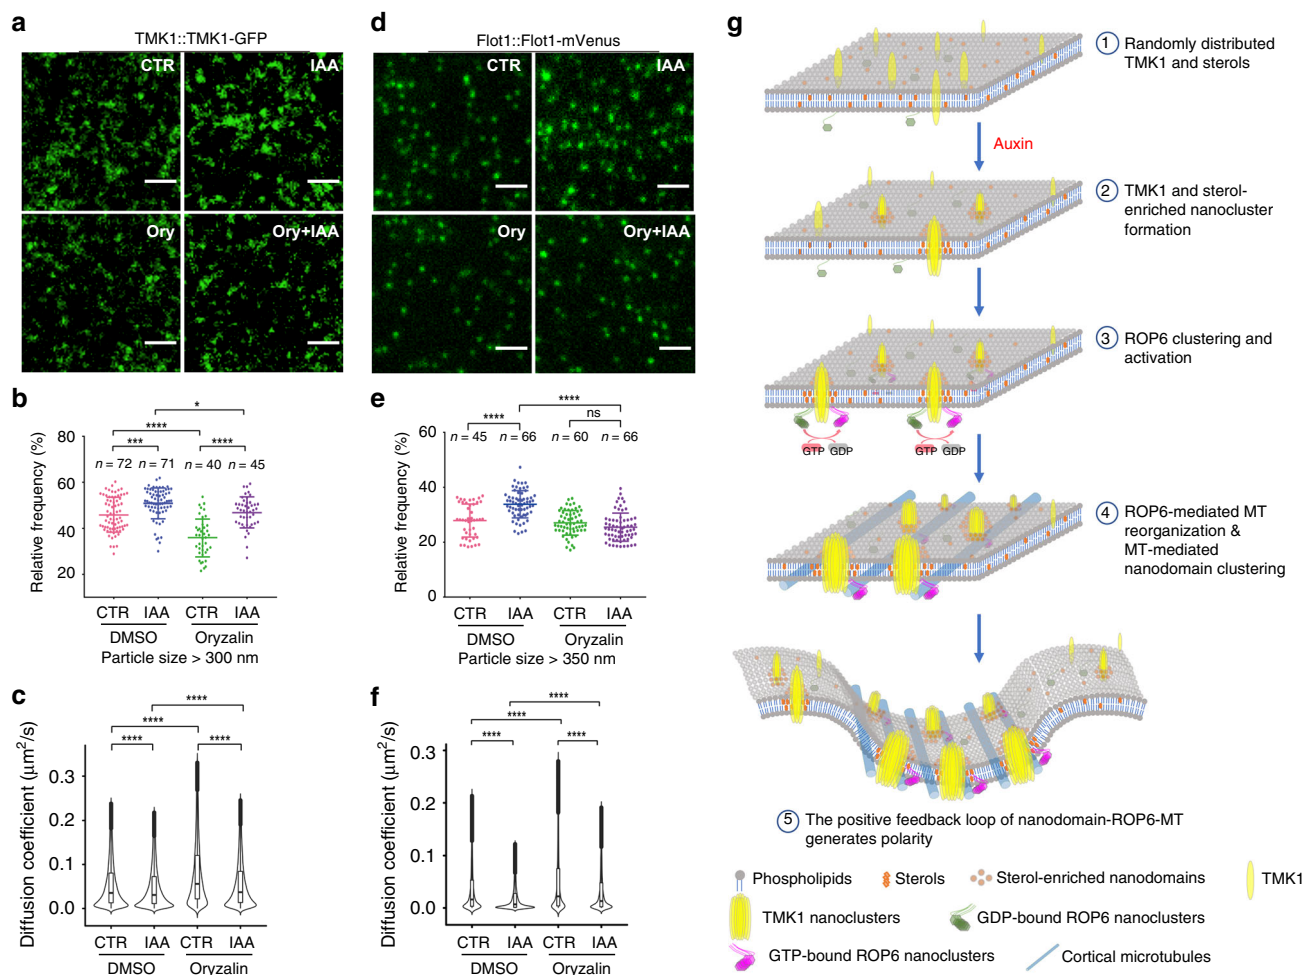 a
TMK1::TMK1-GFP
CTR
IAA
Ory
Ory+IAA
b
Relative frequency (%)
80
60
40
20
*
****
***
****
n = 72
n = 71
n = 40
n = 45
CTR
IAA
CTR
IAA
DMSO
Oryzalin
Particle size > 300 nm
c
Diffusion coefficient (μm²/s)
0.3
0.2
0.1
0.0
****
****
****
****
CTR
IAA
CTR
IAA
DMSO
Oryzalin
d
Flot1::Flot1-mVenus
CTR
IAA
Ory
Ory+IAA
e
Relative frequency (%)
60
40
20
0
****
****
ns
n = 45
n = 66
n = 60
n = 66
CTR
IAA
CTR
IAA
DMSO
Oryzalin
Particle size > 350 nm
f
Diffusion coefficient (μm²/s)
0.3
0.2
0.1
0.0
****
****
****
****
CTR
IAA
CTR
IAA
DMSO
Oryzalin
g
1 Randomly distributed
TMK1 and sterols
Auxin
2 TMK1 and sterol-
enriched nanocluster
formation
3 ROP6 clustering and
activation
GTP
GDP
GTP
GDP
4 ROP6-mediated MT
reorganization &
MT-mediated
nanodomain clustering
5 The positive feedback loop of nanodomain-ROP6-MT
generates polarity
Phospholipids
Sterols
Sterol-enriched nanodomains
TMK1
TMK1 nanoclusters
GDP-bound ROP6 nanoclusters
GTP-bound ROP6 nanoclusters
Cortical microtubules